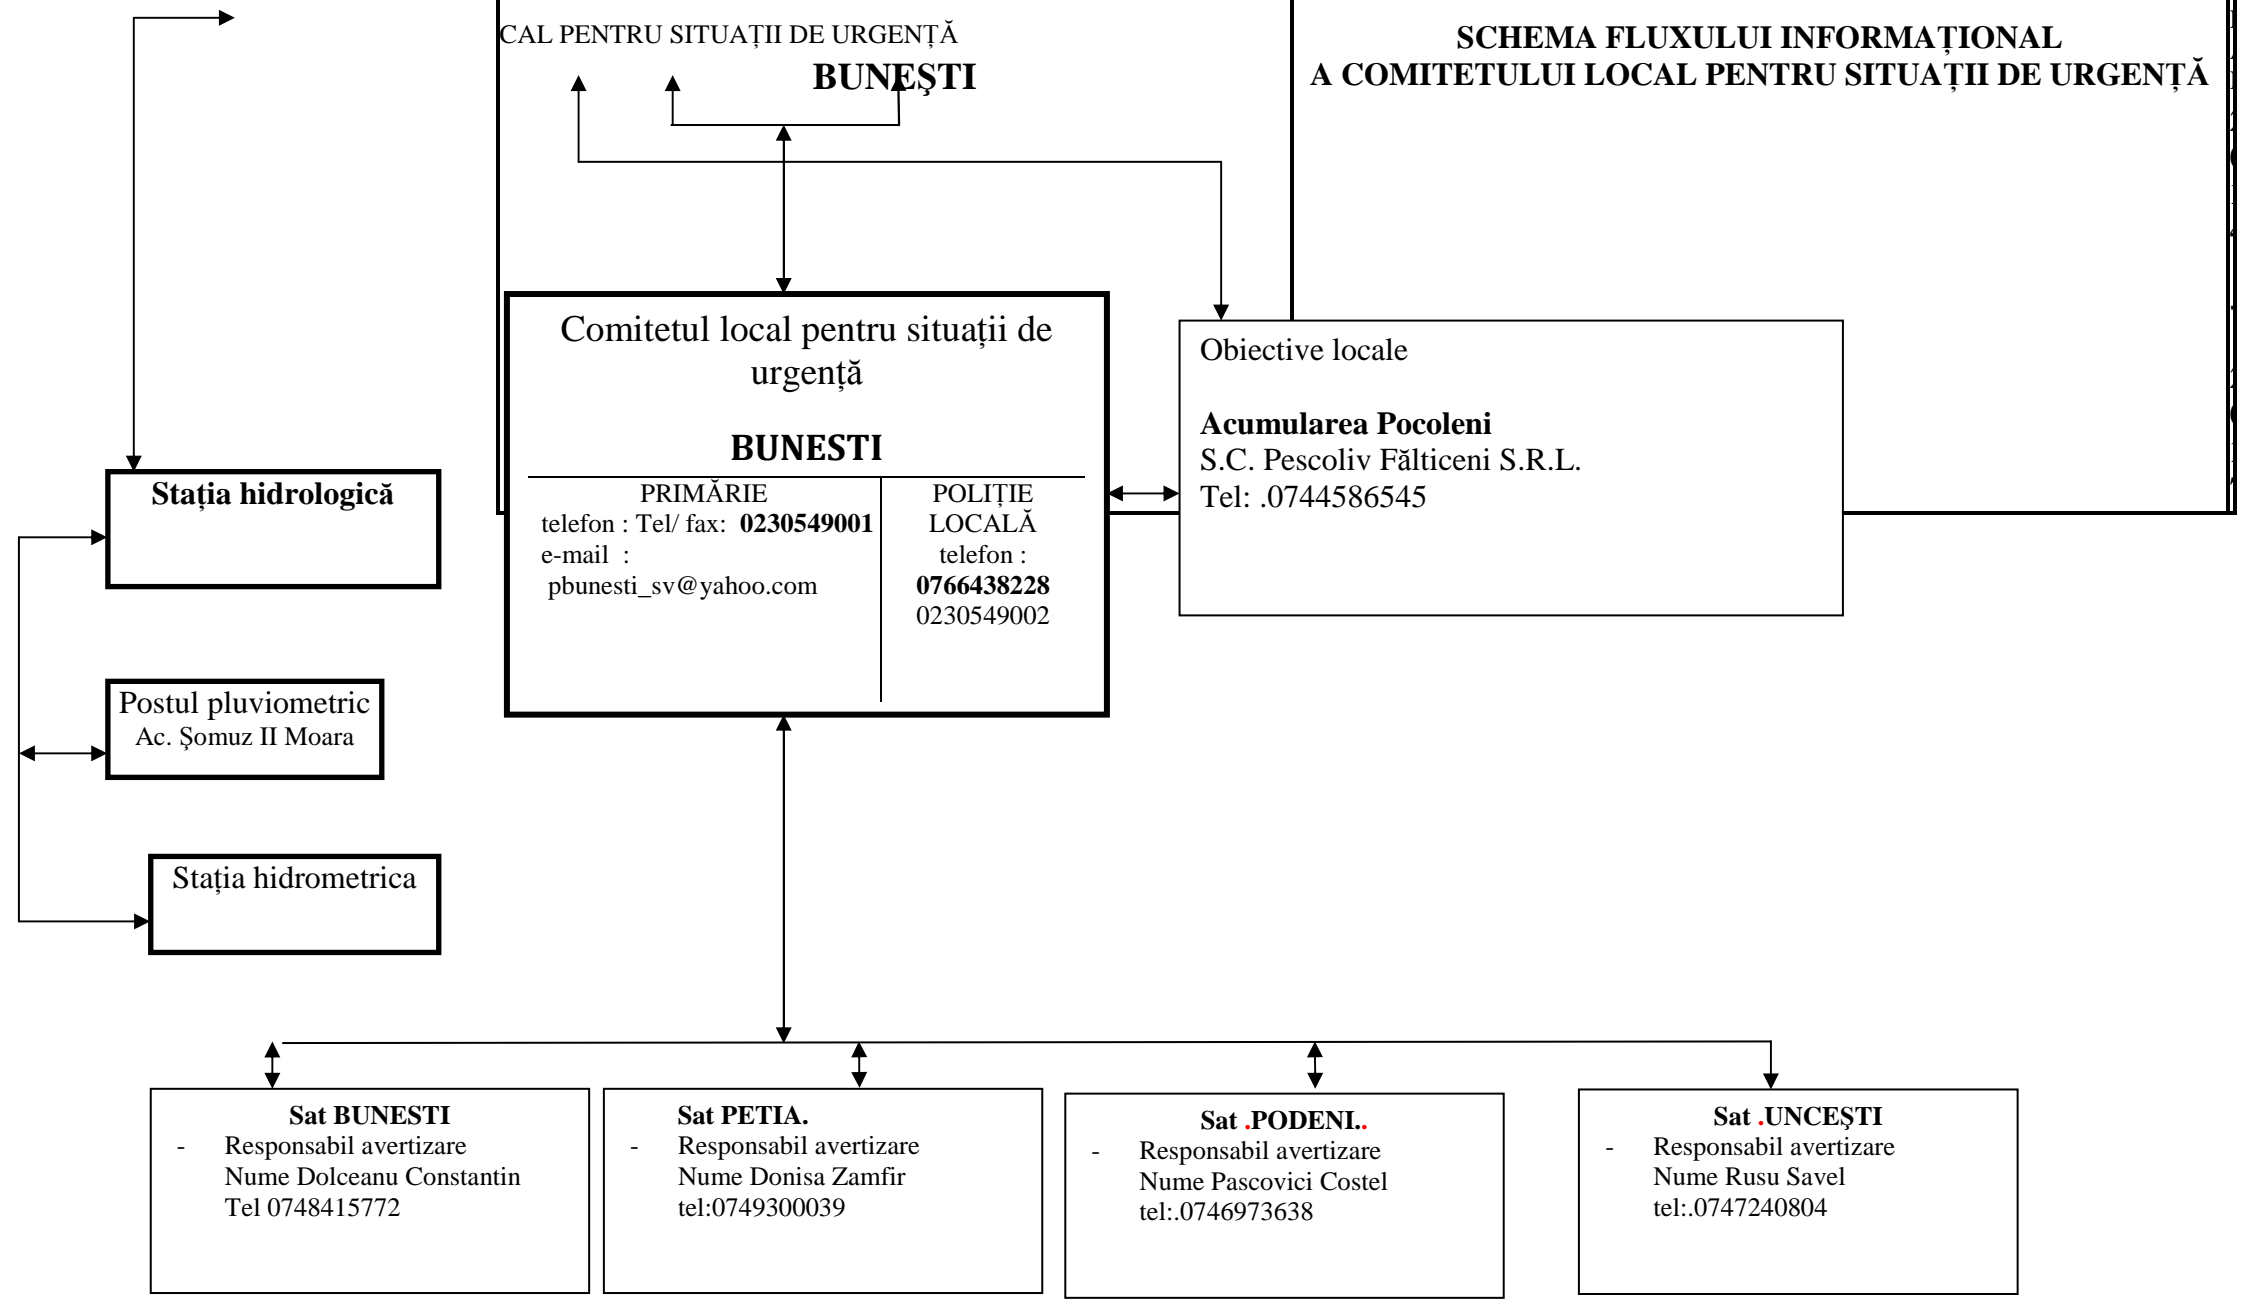 CAL PENTRU SITUAȚII DE URGENȚĂ
BUNEŞTI
SCHEMA FLUXULUI INFORMAȚIONAL
A COMITETULUI LOCAL PENTRU SITUAȚII DE URGENȚĂ
Comitetul local pentru situații de
urgență
BUNESTI
PRIMĂRIE
telefon : Tel/ fax: 0230549001
e-mail :
pbunesti_sv@yahoo.com
POLIȚIE
LOCALĂ
telefon :
0766438228
0230549002
Obiective locale
Acumularea Pocoleni
S.C. Pescoliv Fălticeni S.R.L.
Tel: .0744586545
Stația hidrologică
Postul pluviometric
Ac. Şomuz II Moara
Stația hidrometrica
Sat BUNESTI
- Responsabil avertizare
Nume Dolceanu Constantin
Tel 0748415772
Sat PETIA.
- Responsabil avertizare
Nume Donisa Zamfir
tel:0749300039
Sat .PODENI..
- Responsabil avertizare
Nume Pascovici Costel
tel:.0746973638
Sat .UNCEŞTI
- Responsabil avertizare
Nume Rusu Savel
tel:.0747240804